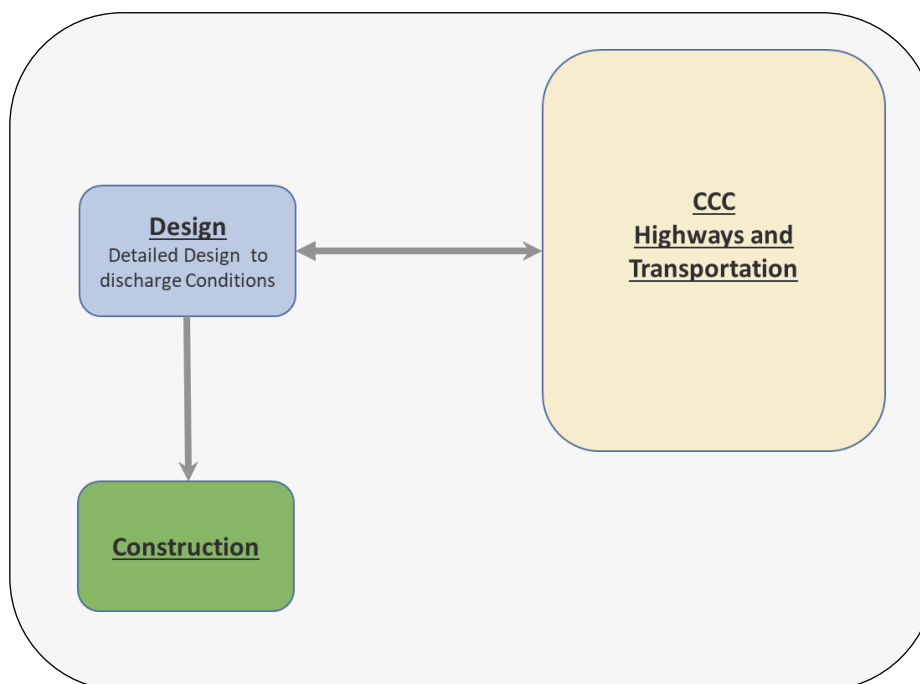 Design
Detailed Design to
discharge Conditions
CCC
Highways and
Transportation
Construction